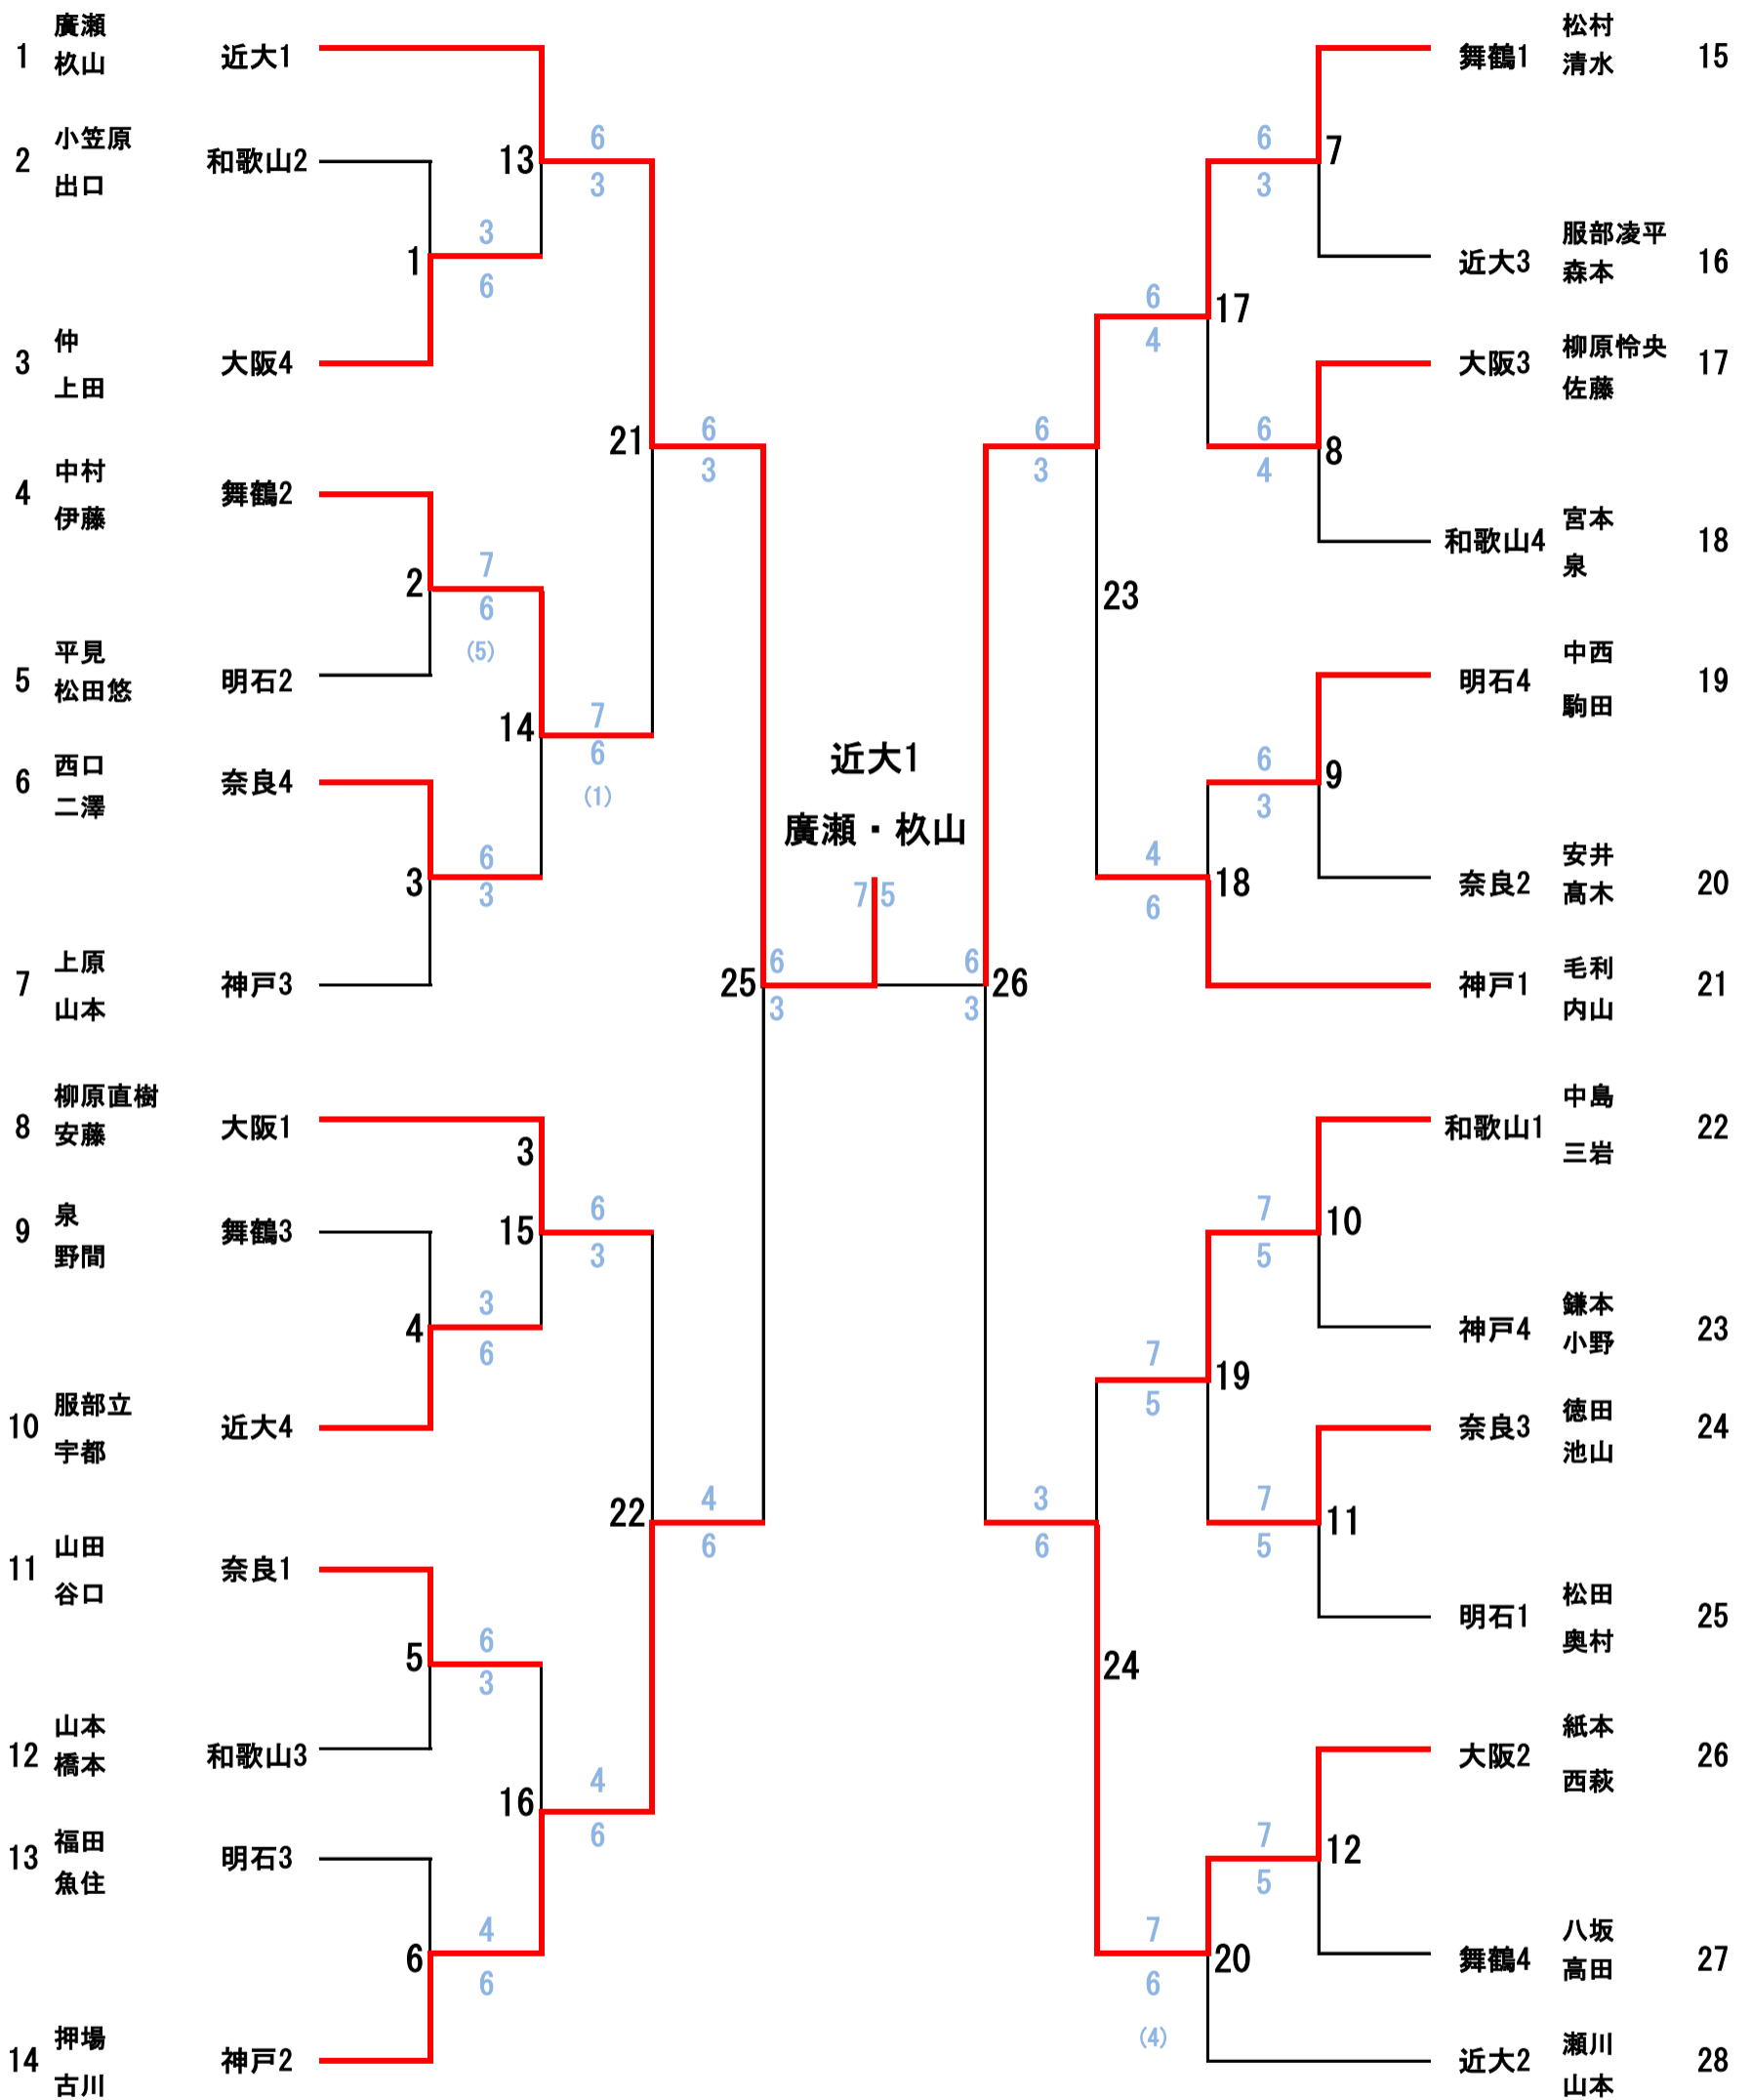 廣瀬
1 杦山 近大1
小笠原
2 出口 和歌山2
仲
3 上田 大阪4
中村
4 伊藤 舞鶴2
平見
5 松田悠 明石2
西口
6 二澤 奈良4
上原
7 山本 神戸3
柳原直樹
8 安藤 大阪1
泉
9 野間 舞鶴3
服部立
10 宇都 近大4
山田
11 谷口 奈良1
山本
12 橋本 和歌山3
福田
13 魚住 明石3
押場
14 古川 神戸2
1
3
6
2
7
6
(5)
3
6
3
4
3
6
5
6
3
6
4
6
13
6
3
14
7
6
(1)
3
15
6
3
16
4
6
21
6
3
22
4
6
25
6
3
近大1
廣瀬・杦山
7 5
26
6
3
23
6
3
24
3
6
17
6
4
18
4
6
19
7
5
20
7
6
(4)
7
6
3
8
6
4
9
6
3
10
7
5
11
7
5
12
7
5
松村
舞鶴1 清水 15
服部凌平
近大3 森本 16
柳原怜央
大阪3 佐藤 17
宮本
和歌山4 泉 18
中西
明石4 駒田 19
安井
奈良2 髙木 20
毛利
神戸1 内山 21
中島
和歌山1 三岩 22
鎌本
神戸4 小野 23
徳田
奈良3 池山 24
松田
明石1 奥村 25
紙本
大阪2 西萩 26
八坂
舞鶴4 高田 27
瀬川
近大2 山本 28